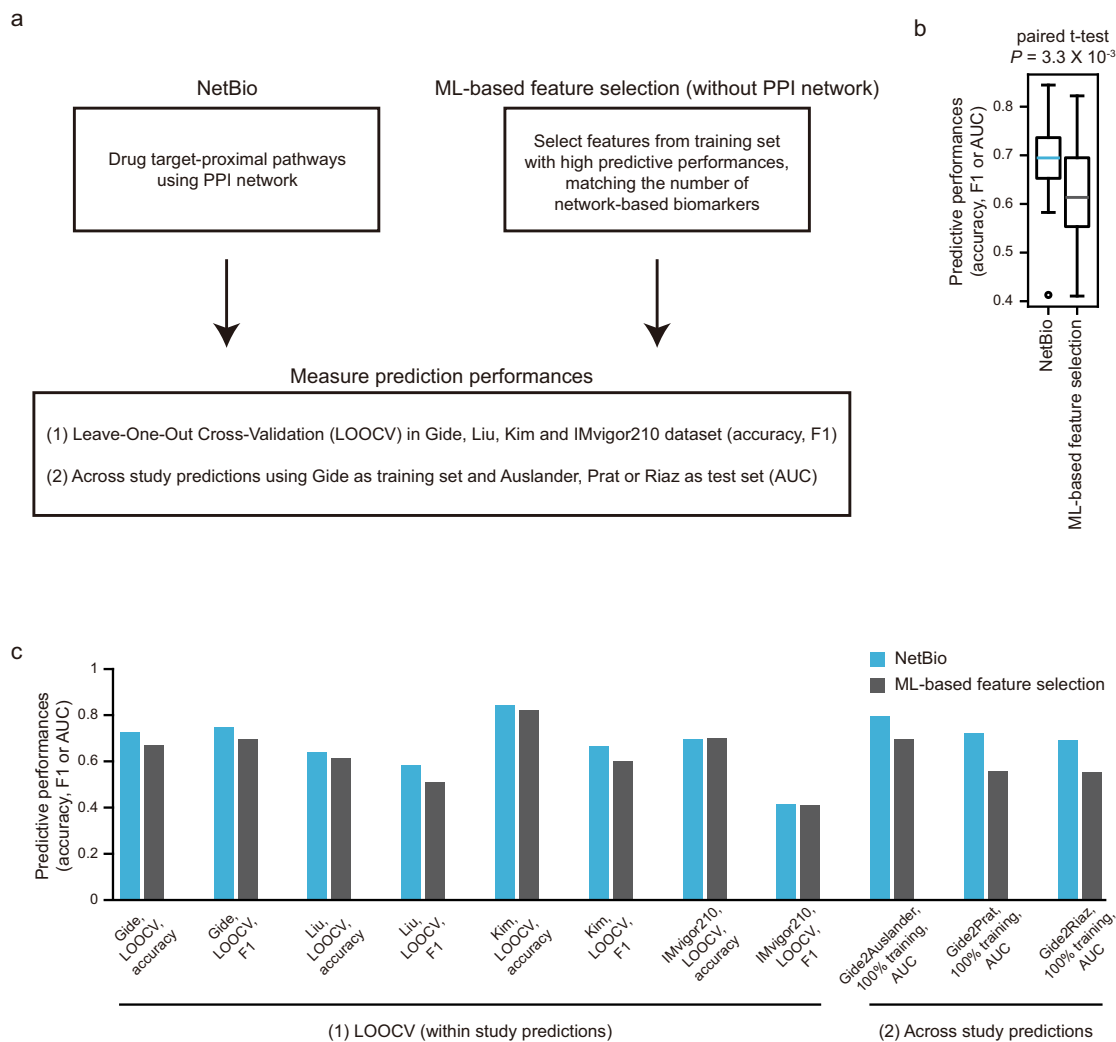 a
NetBio
Drug target-proximal pathways
using PPI network
ML-based feature selection (without PPI network)
Select features from training set
with high predictive performances,
matching the number of
network-based biomarkers
Measure prediction performances
(1) Leave-One-Out Cross-Validation (LOOCV) in Gide, Liu, Kim and IMvigor210 dataset (accuracy, F1)
(2) Across study predictions using Gide as training set and Auslander, Prat or Riaz as test set (AUC)
b
paired t-test
P = 3.3 X 10⁻³
Predictive performances
(accuracy, F1 or AUC)
0.8
0.7
0.6
0.5
0.4
NetBio
ML-based feature selection
c
Predictive performances
(accuracy, F1 or AUC)
1
0.8
0.6
0.4
0.2
0
NetBio
ML-based feature selection
Gide,
LOOCV,
accuracy
Gide,
LOOCV,
F1
Liu,
LOOCV,
accuracy
Liu,
LOOCV,
F1
Kim,
LOOCV,
accuracy
Kim,
LOOCV,
F1
IMvigor210,
LOOCV,
accuracy
IMvigor210,
LOOCV,
F1
Gide2Auslander,
100% training,
AUC
Gide2Prat,
100% training,
AUC
Gide2Riaz,
100% training,
AUC
(1) LOOCV (within study predictions)
(2) Across study predictions